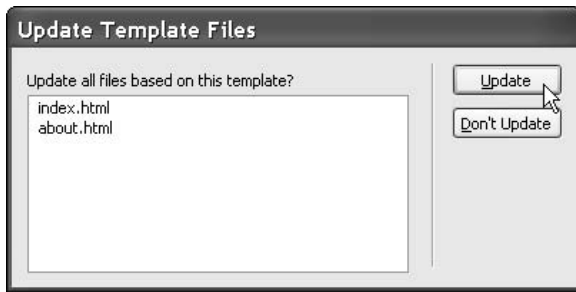 Update Template Files
Update all files based on this template?
index.html
about.html
Update
Don't Update